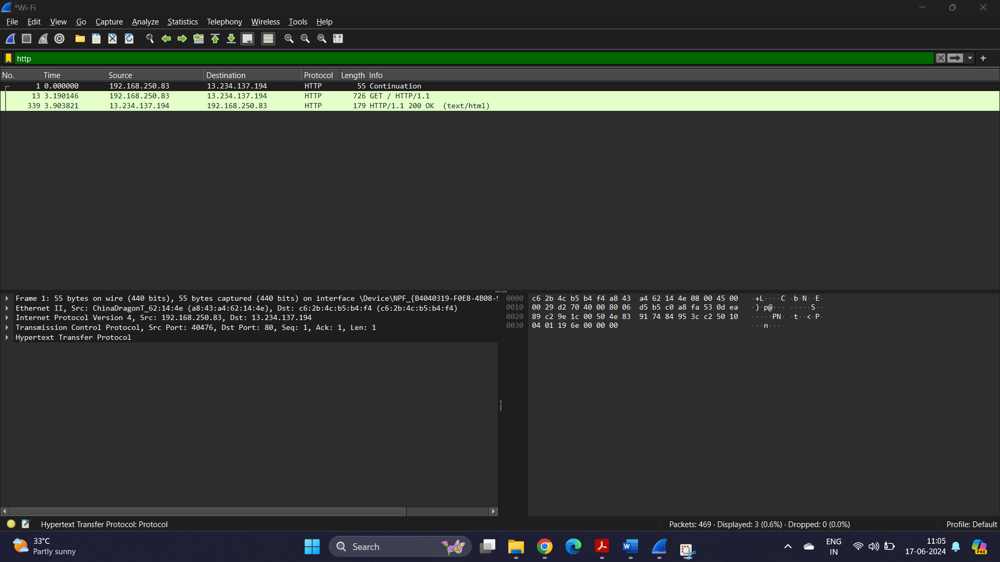 *Wi-Fi
File Edit View Go Capture Analyze Statistics Telephony Wireless Tools Help
http
No. Time Source Destination Protocol Length Info
1 0.000000 192.168.250.83 13.234.137.194 HTTP 55 Continuation
13 3.190146 192.168.250.83 13.234.137.194 HTTP 726 GET / HTTP/1.1
339 3.903821 13.234.137.194 192.168.250.83 HTTP 179 HTTP/1.1 200 OK (text/html)
Frame 1: 55 bytes on wire (440 bits), 55 bytes captured (440 bits) on interface \Device\NPF_{B4040319-F0E8-4B08-
Ethernet II, Src: ChinaDragonT_62:14:4e (a8:43:a4:62:14:4e), Dst: c6:2b:4c:b5:b4:f4 (c6:2b:4c:b5:b4:f4)
Internet Protocol Version 4, Src: 192.168.250.83, Dst: 13.234.137.194
Transmission Control Protocol, Src Port: 40476, Dst Port: 80, Seq: 1, Ack: 1, Len: 1
Hypertext Transfer Protocol
0000 c6 2b 4c b5 b4 f4 a8 43 a4 62 14 4e 08 00 45 00 ·+L····C ·b·N··E·
0010 00 29 d2 70 40 00 80 06 d5 b5 c0 a8 fa 53 0d ea ·)·p@··· ·····S··
0020 89 c2 9e 1c 00 50 4e 83 91 74 84 95 3c c2 50 10 ·····PN· ·t··<·P·
0030 04 01 19 6e 00 00 00 ···n···
Hypertext Transfer Protocol: Protocol
Packets: 469 · Displayed: 3 (0.6%) · Dropped: 0 (0.0%)
Profile: Default
33°C
Partly sunny
Search
ENG
IN
11:05
17-06-2024
PRE